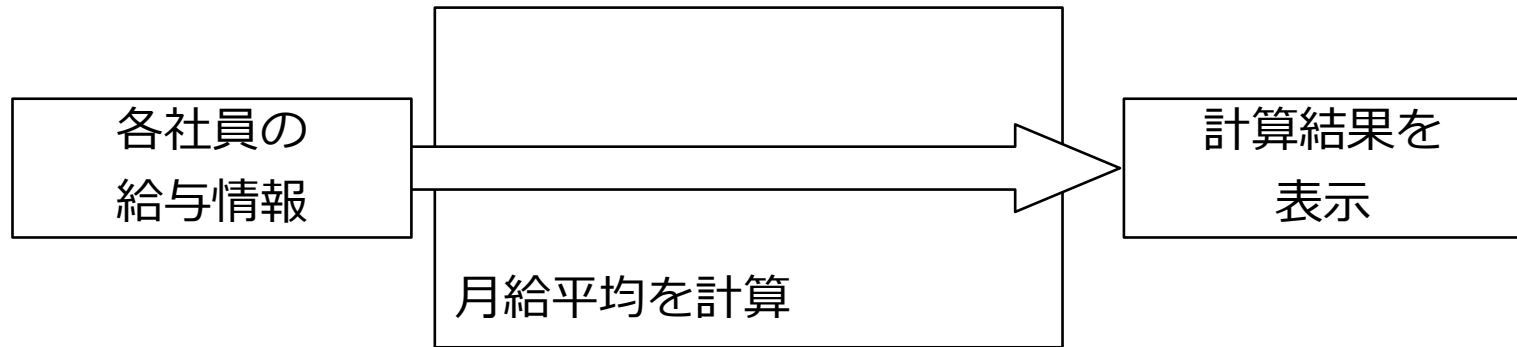 各社員の
給与情報
月給平均を計算
計算結果を
表示